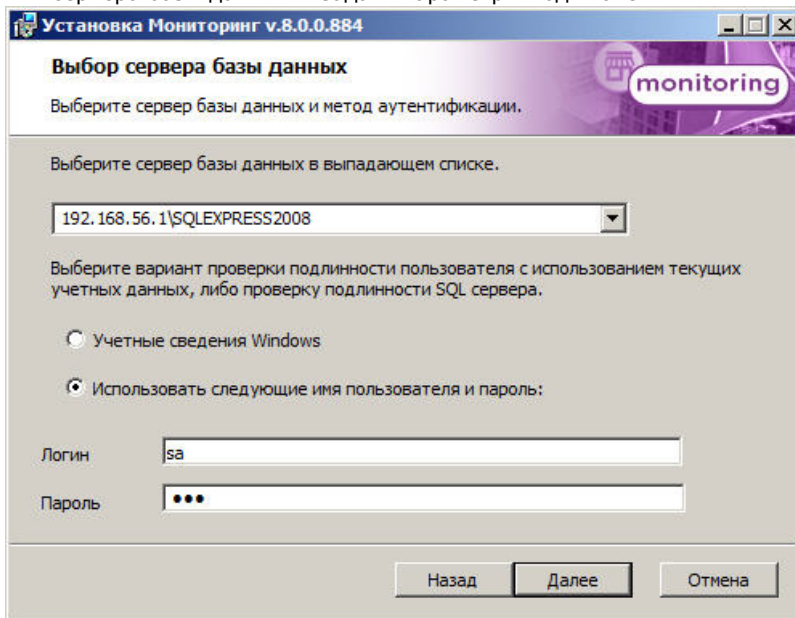 Установка Мониторинг v.8.0.0.884
Выбор сервера базы данных
Выберите сервер базы данных и метод аутентификации.
monitoring
Выберите сервер базы данных в выпадающем списке.
192.168.56.1\SQLEXPRESS2008
Выберите вариант проверки подлинности пользователя с использованием текущих
учетных данных, либо проверку подлинности SQL сервера.
Учетные сведения Windows
Использовать следующие имя пользователя и пароль:
Логин
sa
Пароль
•••
Назад
Далее
Отмена